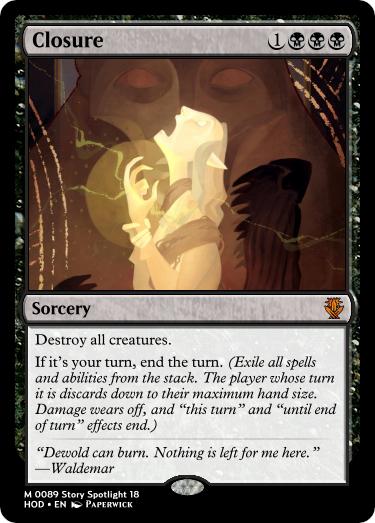 Closure 1
Sorcery
Destroy all creatures.
If it's your turn, end the turn. (Exile all spells
and abilities from the stack. The player whose turn
it is discards down to their maximum hand size.
Damage wears off, and “this turn” and “until end
of turn” effects end.)
“Dewold can burn. Nothing is left for me here.”
—Waldemar
M 0089 Story Spotlight 18
HOD • EN Paperwick